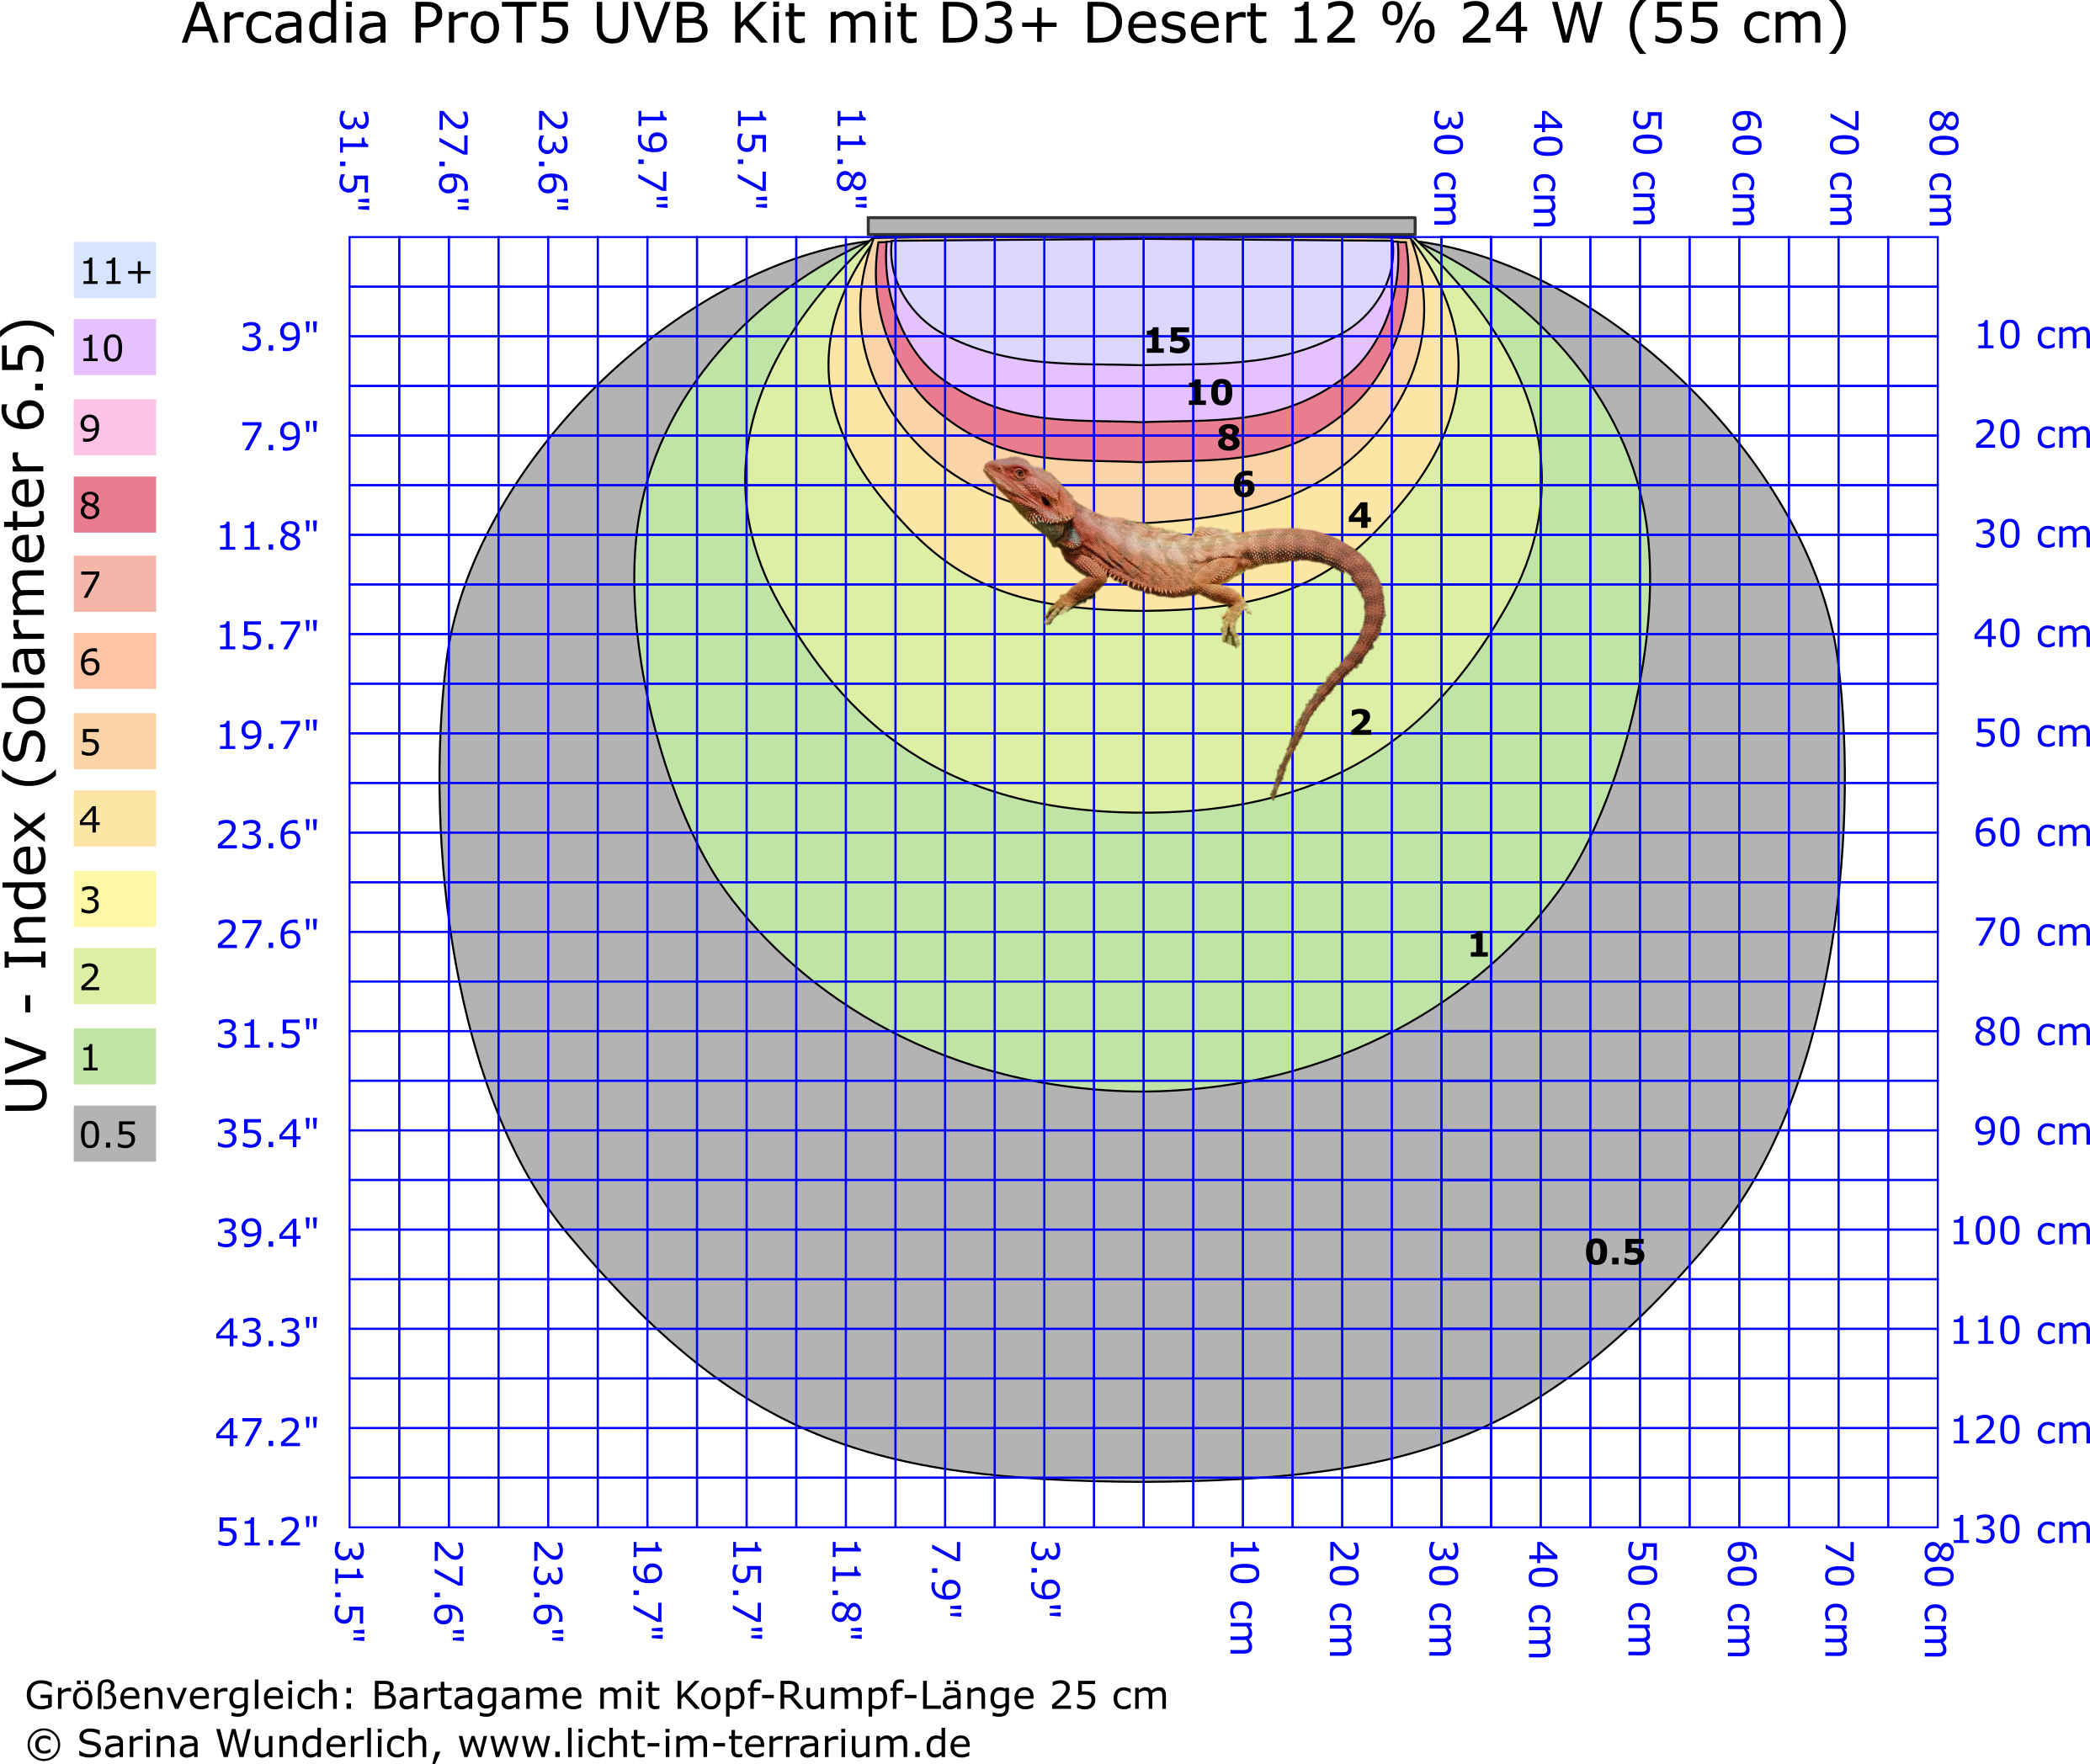 Arcadia ProT5 UVB Kit mit D3+ Desert 12 % 24 W (55 cm)
31.5" 27.6" 23.6" 19.7" 15.7" 11.8" 30 cm 40 cm 50 cm 60 cm 70 cm 80 cm
UV - Index (Solarmeter 6.5)
11+
10
9
8
7
6
5
4
3
2
1
0.5
3.9"
7.9"
11.8"
15.7"
19.7"
23.6"
27.6"
31.5"
35.4"
39.4"
43.3"
47.2"
51.2"
15
10
8
6
4
2
1
0.5
10 cm
20 cm
30 cm
40 cm
50 cm
60 cm
70 cm
80 cm
90 cm
100 cm
110 cm
120 cm
130 cm
31.5" 27.6" 23.6" 19.7" 15.7" 11.8" 7.9" 3.9" 10 cm 20 cm 30 cm 40 cm 50 cm 60 cm 70 cm 80 cm
Größenvergleich: Bartagame mit Kopf-Rumpf-Länge 25 cm
© Sarina Wunderlich, www.licht-im-terrarium.de